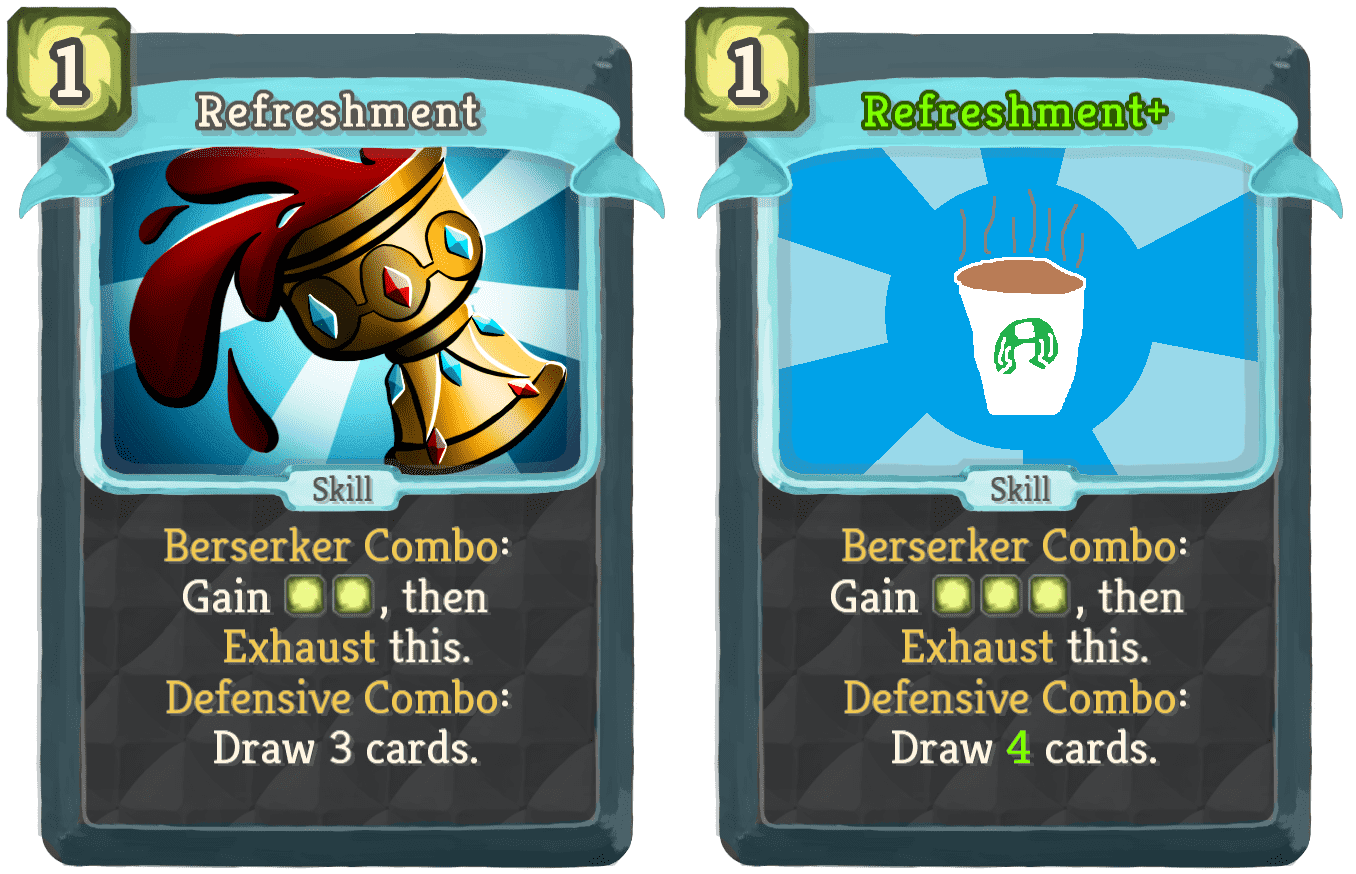 1
Refreshment
Skill
Berserker Combo:
Gain , then
Exhaust this.
Defensive Combo:
Draw 3 cards.
1
Refreshment+
Skill
Berserker Combo:
Gain , then
Exhaust this.
Defensive Combo:
Draw 4 cards.